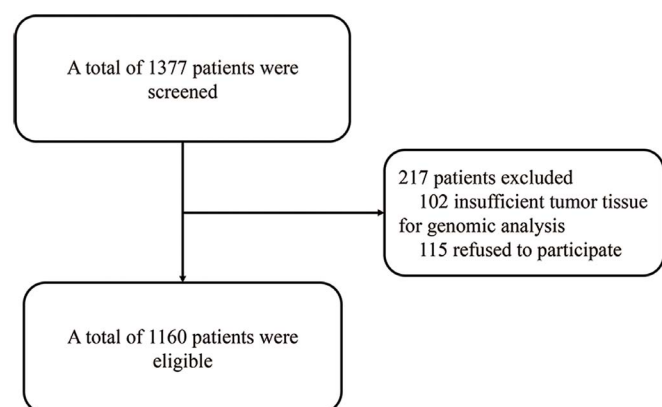 A total of 1377 patients were
screened
217 patients excluded
102 insufficient tumor tissue
for genomic analysis
115 refused to participate
A total of 1160 patients were
eligible